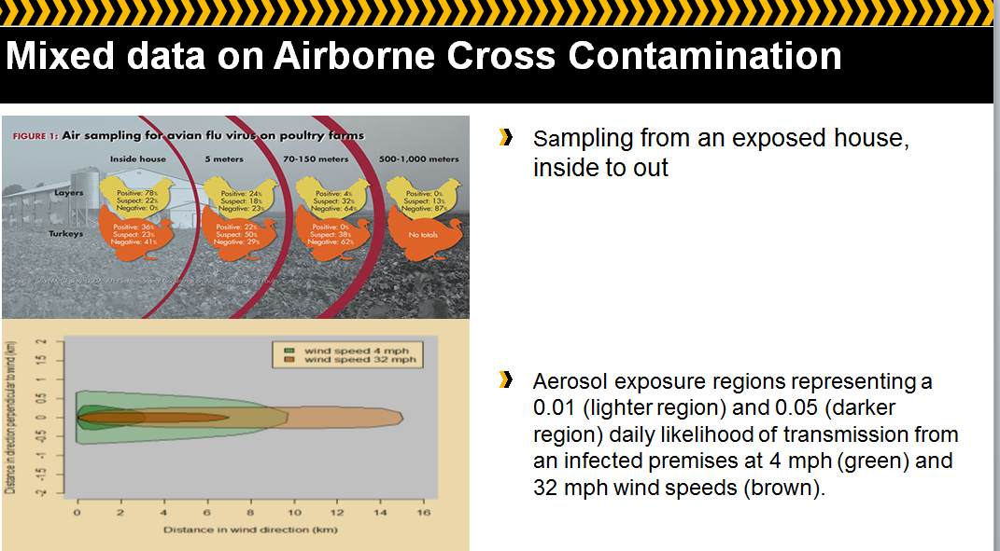 Mixed data on Airborne Cross Contamination
FIGURE 1: Air sampling for avian flu virus on poultry farms
Inside house 5 meters 70-150 meters 500-1,000 meters
Layers
Positive: 78%
Suspect: 22%
Negative: 0%
Positive: 24%
Suspect: 18%
Negative: 23%
Positive: 4%
Suspect: 32%
Negative: 64%
Positive: 0%
Suspect: 13%
Negative: 87%
Turkeys
Positive: 36%
Suspect: 23%
Negative: 41%
Positive: 22%
Suspect: 50%
Negative: 29%
Positive: 0%
Suspect: 38%
Negative: 62%
No totals
Sampling from an exposed house,
inside to out
wind speed 4 mph
wind speed 32 mph
Distance in direction perpendicular to wind (km)
2
1.5
1
0.5
0
-0.5
-1
-1.5
-2
0 2 4 6 8 10 12 14 16
Distance in wind direction (km)
Aerosol exposure regions representing a
0.01 (lighter region) and 0.05 (darker
region) daily likelihood of transmission from
an infected premises at 4 mph (green) and
32 mph wind speeds (brown).